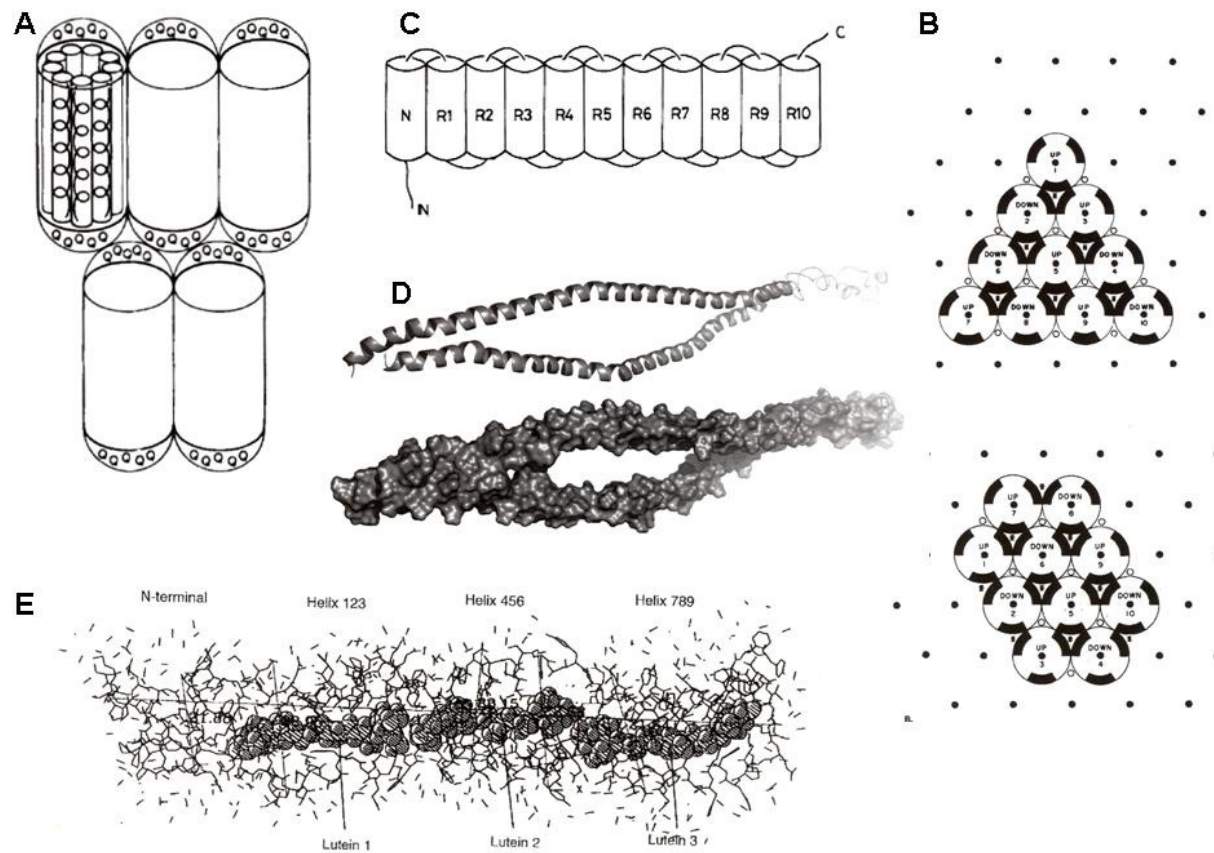 A
C
B
C
N R1 R2 R3 R4 R5 R6 R7 R8 R9 R10
N
UP
1
DOWN UP
2 3
DOWN UP DOWN
6 5 4
UP DOWN UP DOWN
7 8 9 10
D
UP DOWN
7 8
UP DOWN UP
1 6 9
DOWN UP DOWN
2 5 10
UP DOWN
3 4
B.
E
N-terminal Helix 123 Helix 456 Helix 789
Lutein 1 Lutein 2 Lutein 3